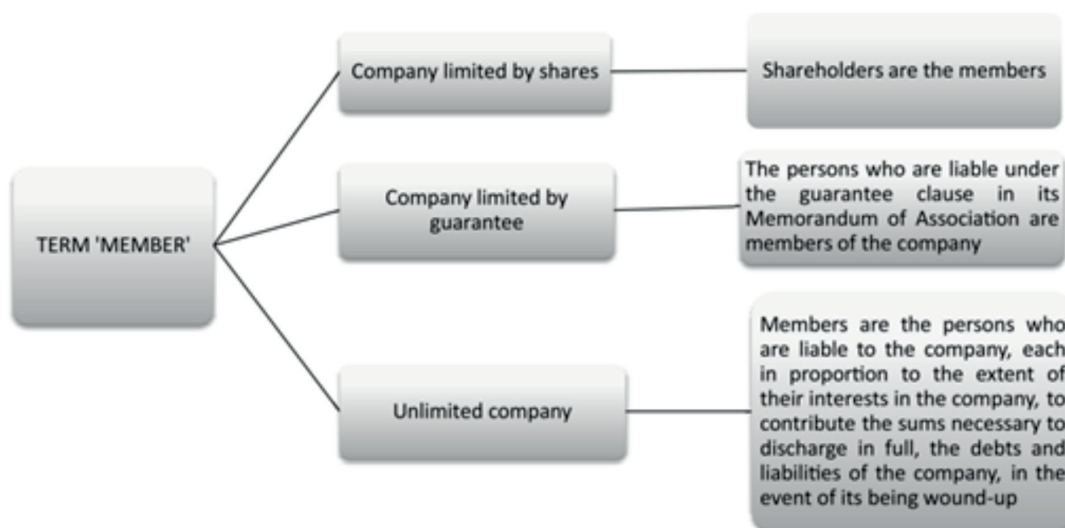 TERM 'MEMBER'
Company limited by shares
Shareholders are the members
Company limited by
guarantee
The persons who are liable under
the guarantee clause in its
Memorandum of Association are
members of the company
Unlimited company
Members are the persons who
are liable to the company, each
in proportion to the extent of
their interests in the company, to
contribute the sums necessary to
discharge in full, the debts and
liabilities of the company, in the
event of its being wound-up